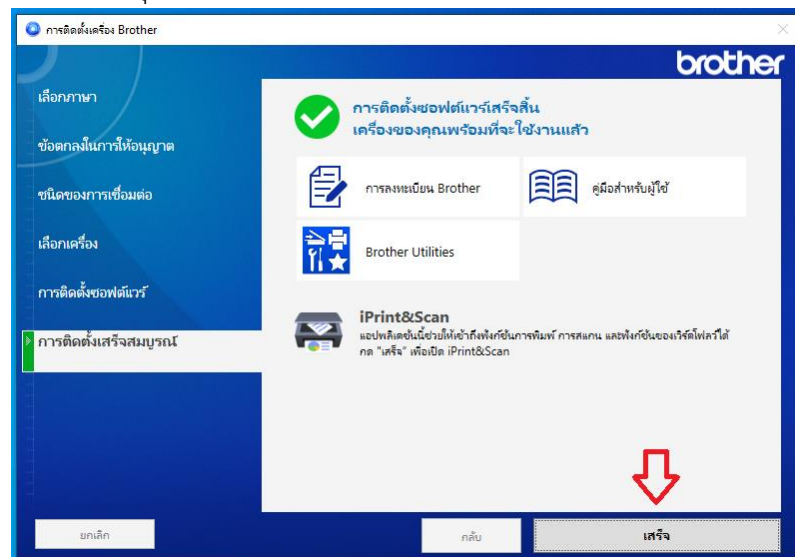 การติดตั้งเครื่อง Brother
brother
เลือกภาษา
ข้อตกลงในการให้อนุญาต
ชนิดของการเชื่อมต่อ
เลือกเครื่อง
การติดตั้งซอฟต์แวร์
การติดตั้งเสร็จสมบูรณ์
การติดตั้งซอฟต์แวร์เสร็จสิ้น
เครื่องของคุณพร้อมที่จะใช้งานแล้ว
การลงทะเบียน Brother
คู่มือสำหรับผู้ใช้
Brother Utilities
iPrint&Scan
แอปพลิเคชันนี้ช่วยให้เข้าถึงฟังก์ชันการพิมพ์ การสแกน และฟังก์ชันของเวิร์คโฟลว์ได้
กด "เสร็จ" เพื่อเปิด iPrint&Scan
ยกเลิก
กลับ
เสร็จ